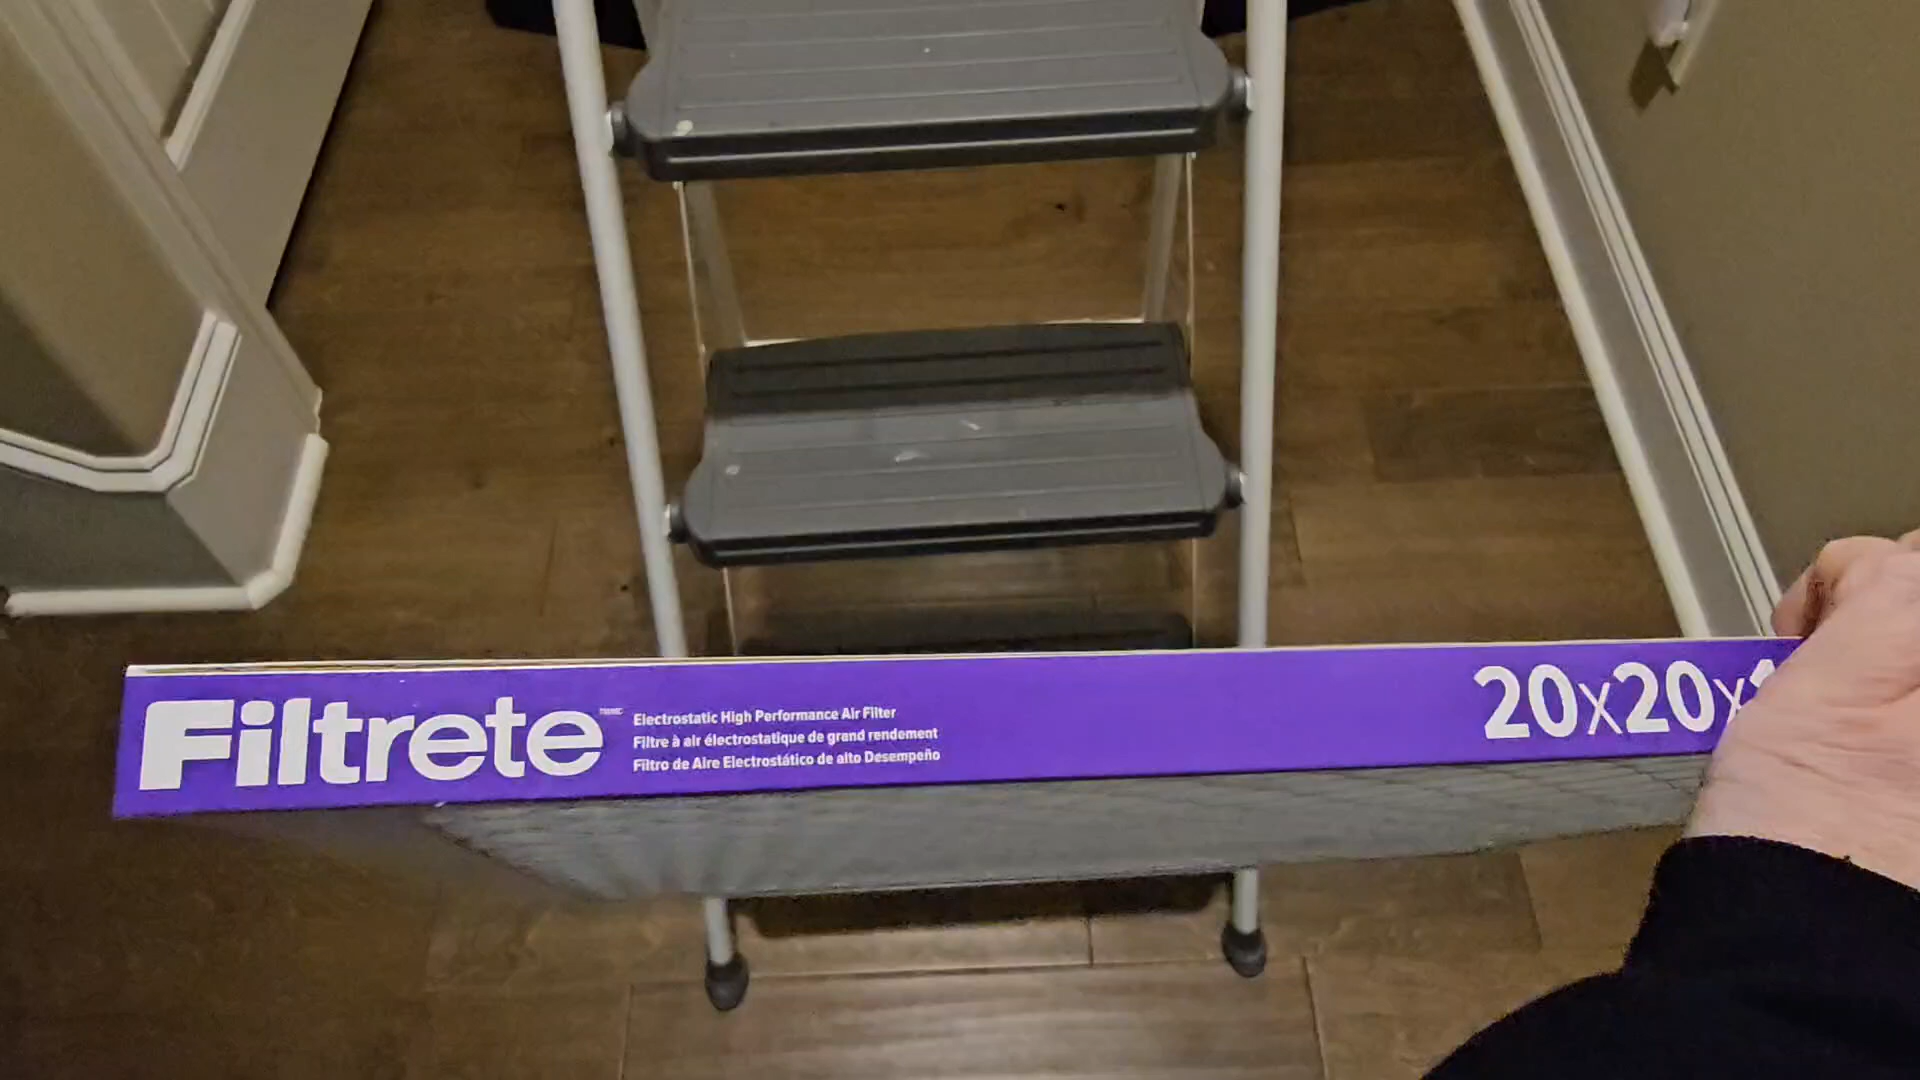 Filtrete
Electrostatic High Performance Air Filter
Filtre à air électrostatique de grand rendement
Filtro de Aire Electrostático de alto Desempeño
20x20x